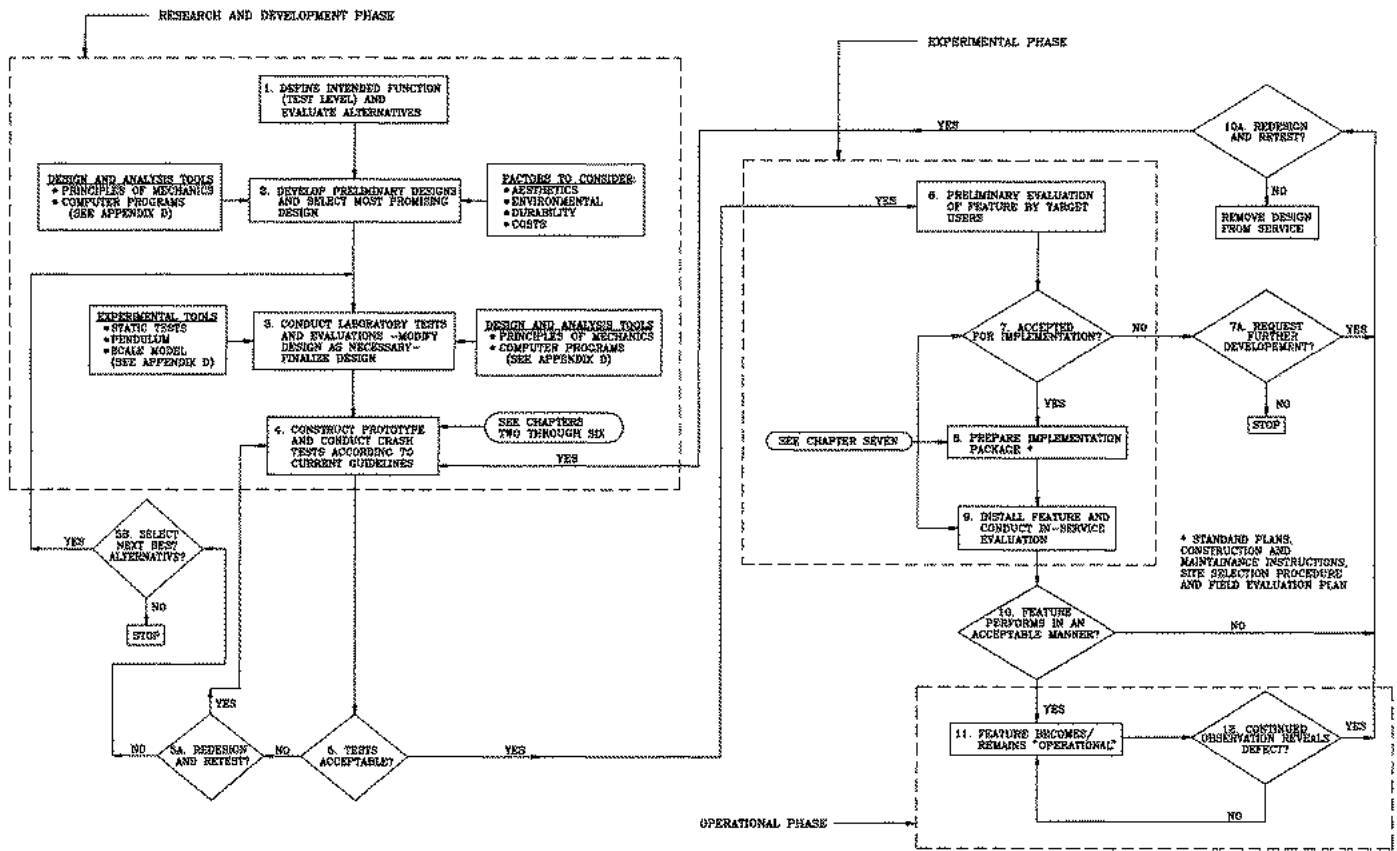 RESEARCH AND DEVELOPMENT PHASE
1. DEFINE INTENDED FUNCTION
(TEST LEVEL) AND
EVALUATE ALTERNATIVES
DESIGN AND ANALYSIS TOOLS
* PRINCIPLES OF MECHANICS
* COMPUTER PROGRAMS
(SEE APPENDIX D)
2. DEVELOP PRELIMINARY DESIGNS
AND SELECT MOST PROMISING
DESIGN
FACTORS TO CONSIDER:
* AESTHETICS
* ENVIRONMENTAL
* DURABILITY
* COSTS
EXPERIMENTAL TOOLS
* STATIC TESTS
* PENDULUM
* SCALE MODEL
(SEE APPENDIX D)
3. CONDUCT LABORATORY TESTS
AND EVALUATIONS -MODIFY
DESIGN AS NECESSARY-
FINALIZE DESIGN
DESIGN AND ANALYSIS TOOLS
* PRINCIPLES OF MECHANICS
* COMPUTER PROGRAMS
(SEE APPENDIX D)
4. CONSTRUCT PROTOTYPE
AND CONDUCT CRASH
TESTS ACCORDING TO
CURRENT GUIDELINES
SEE CHAPTERS
TWO THROUGH SIX
YES
5B. SELECT
NEXT BEST
ALTERNATIVE?
YES
NO
STOP
YES
5A. REDESIGN
AND RETEST?
NO
NO
5. TESTS
ACCEPTABLE?
YES
EXPERIMENTAL PHASE
YES
10A. REDESIGN
AND RETEST?
NO
REMOVE DESIGN
FROM SERVICE
YES
6. PRELIMINARY EVALUATION
OF FEATURE BY TARGET
USERS
7. ACCEPTED
FOR IMPLEMENTATION?
NO
7A. REQUEST
FURTHER
DEVELOPEMENT?
YES
NO
STOP
YES
SEE CHAPTER SEVEN
8. PREPARE IMPLEMENTATION
PACKAGE *
9. INSTALL FEATURE AND
CONDUCT IN-SERVICE
EVALUATION
* STANDARD PLANS,
CONSTRUCTION AND
MAINTAINANCE INSTRUCTIONS,
SITE SELECTION PROCEDURE
AND FIELD EVALUATION PLAN
10. FEATURE
PERFORMS IN AN
ACCEPTABLE MANNER?
NO
YES
11. FEATURE BECOMES/
REMAINS "OPERATIONAL"
12. CONTINUED
OBSERVATION REVEALS
DEFECT?
YES
NO
OPERATIONAL PHASE